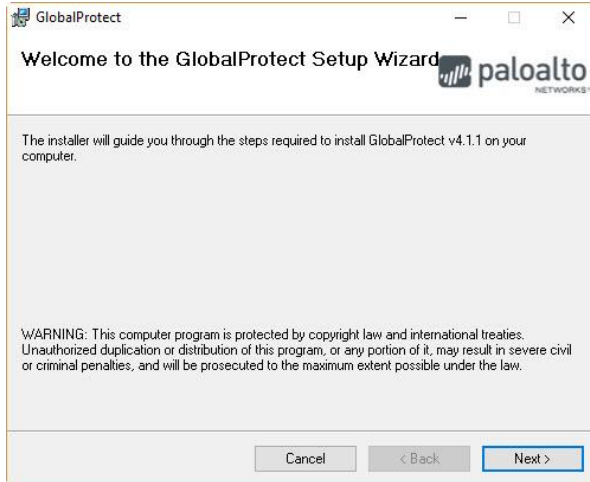 GlobalProtect
Welcome to the GlobalProtect Setup Wizard
paloalto
NETWORKS
The installer will guide you through the steps required to install GlobalProtect v4.1.1 on your
computer.
WARNING: This computer program is protected by copyright law and international treaties.
Unauthorized duplication or distribution of this program, or any portion of it, may result in severe civil
or criminal penalties, and will be prosecuted to the maximum extent possible under the law.
Cancel
< Back
Next >